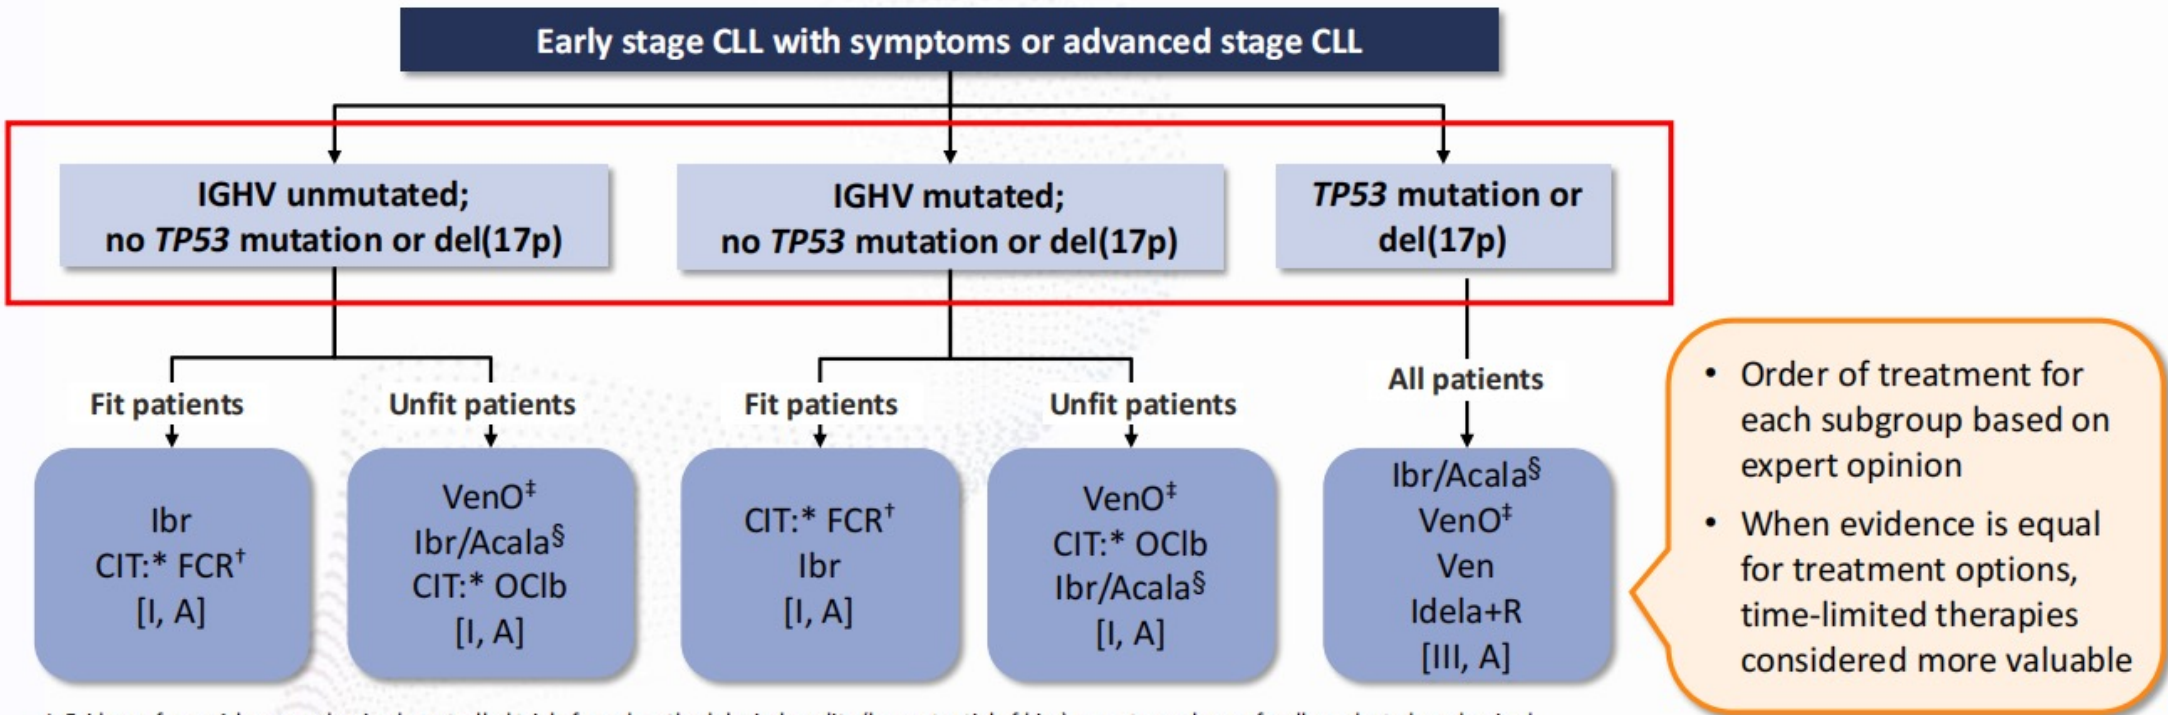 Early stage CLL with symptoms or advanced stage CLL
IGHV unmutated;
no TP53 mutation or del(17p)
IGHV mutated;
no TP53 mutation or del(17p)
TP53 mutation or
del(17p)
Fit patients
Unfit patients
Fit patients
Unfit patients
All patients
Ibr
CIT:* FCR†
[I, A]
VenO‡
Ibr/Acala§
CIT:* OClb
[I, A]
CIT:* FCR†
Ibr
[I, A]
VenO‡
CIT:* OClb
Ibr/Acala§
[I, A]
Ibr/Acala§
VenO‡
Ven
Idela+R
[III, A]
• Order of treatment for
each subgroup based on
expert opinion
• When evidence is equal
for treatment options,
time-limited therapies
considered more valuable